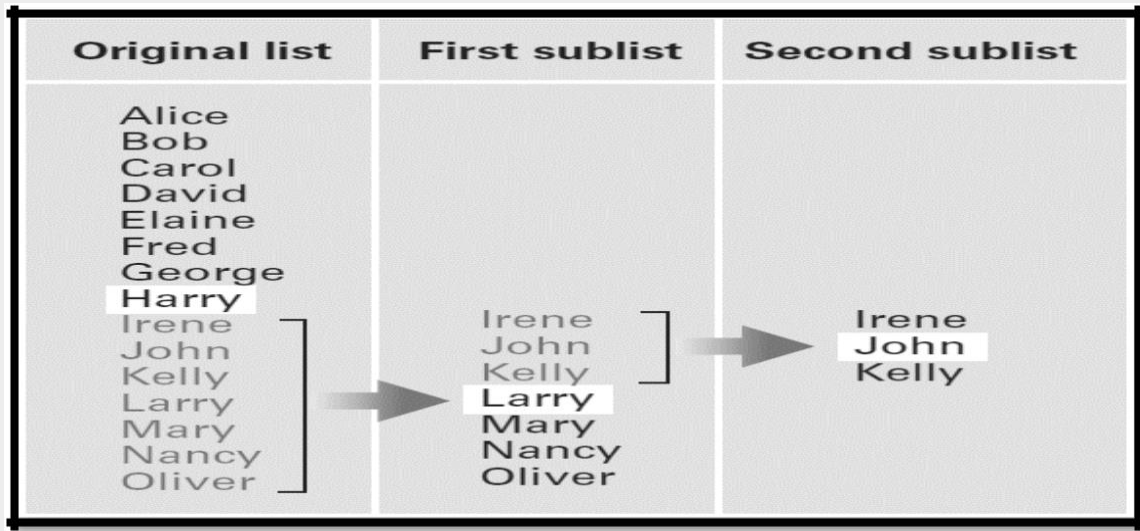 Original list
First sublist
Second sublist
Alice
Bob
Carol
David
Elaine
Fred
George
Harry
Irene
John
Kelly
Larry
Mary
Nancy
Oliver
Irene
John
Kelly
Larry
Mary
Nancy
Oliver
Irene
John
Kelly